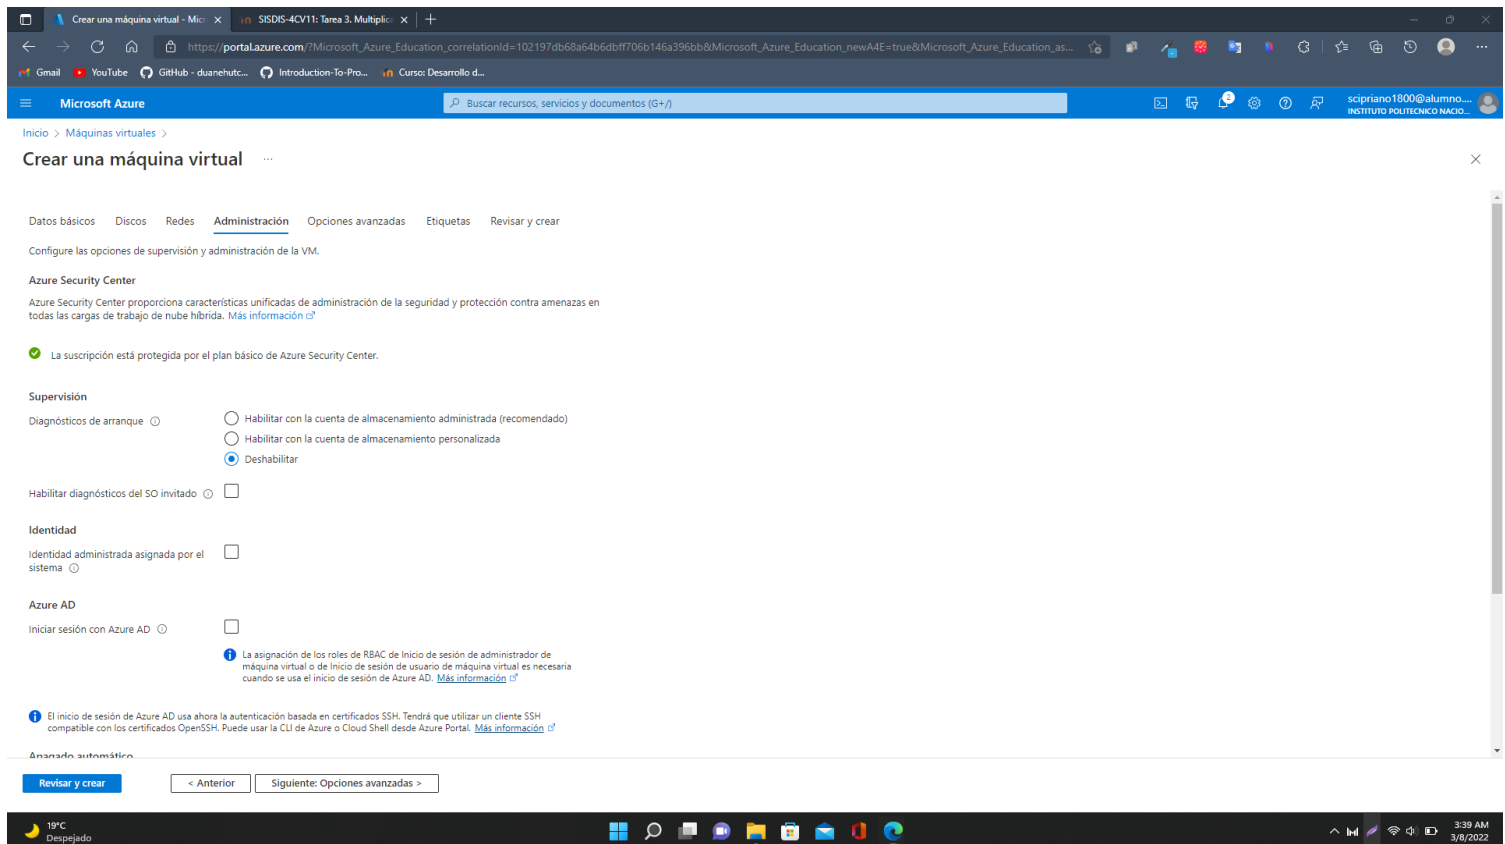 Crear una máquina virtual - Micr
SISDIS-4CV11: Tarea 3. Multiplic
https://portal.azure.com/?Microsoft_Azure_Education_correlationId=102197db68a64b6dbff706b146a396bb&Microsoft_Azure_Education_newA4E=true&Microsoft_Azure_Education_as...
Gmail YouTube GitHub - duanehutc... Introduction-To-Pro... Curso: Desarrollo d...
Microsoft Azure
Buscar recursos, servicios y documentos (G+/)
2
scipriano1800@alumno....
INSTITUTO POLITECNICO NACIO...
Inicio > Máquinas virtuales >
Crear una máquina virtual ...
Datos básicos Discos Redes Administración Opciones avanzadas Etiquetas Revisar y crear
Configure las opciones de supervisión y administración de la VM.
Azure Security Center
Azure Security Center proporciona características unificadas de administración de la seguridad y protección contra amenazas en
todas las cargas de trabajo de nube híbrida. Más información
La suscripción está protegida por el plan básico de Azure Security Center.
Supervisión
Diagnósticos de arranque
Habilitar con la cuenta de almacenamiento administrada (recomendado)
Habilitar con la cuenta de almacenamiento personalizada
Deshabilitar
Habilitar diagnósticos del SO invitado
Identidad
Identidad administrada asignada por el
sistema
Azure AD
Iniciar sesión con Azure AD
La asignación de los roles de RBAC de Inicio de sesión de administrador de
máquina virtual o de Inicio de sesión de usuario de máquina virtual es necesaria
cuando se usa el inicio de sesión de Azure AD. Más información
El inicio de sesión de Azure AD usa ahora la autenticación basada en certificados SSH. Tendrá que utilizar un cliente SSH
compatible con los certificados OpenSSH. Puede usar la CLI de Azure o Cloud Shell desde Azure Portal. Más información
Apagado automático
Revisar y crear
< Anterior
Siguiente: Opciones avanzadas >
19°C
Despejado
3:39 AM
3/8/2022